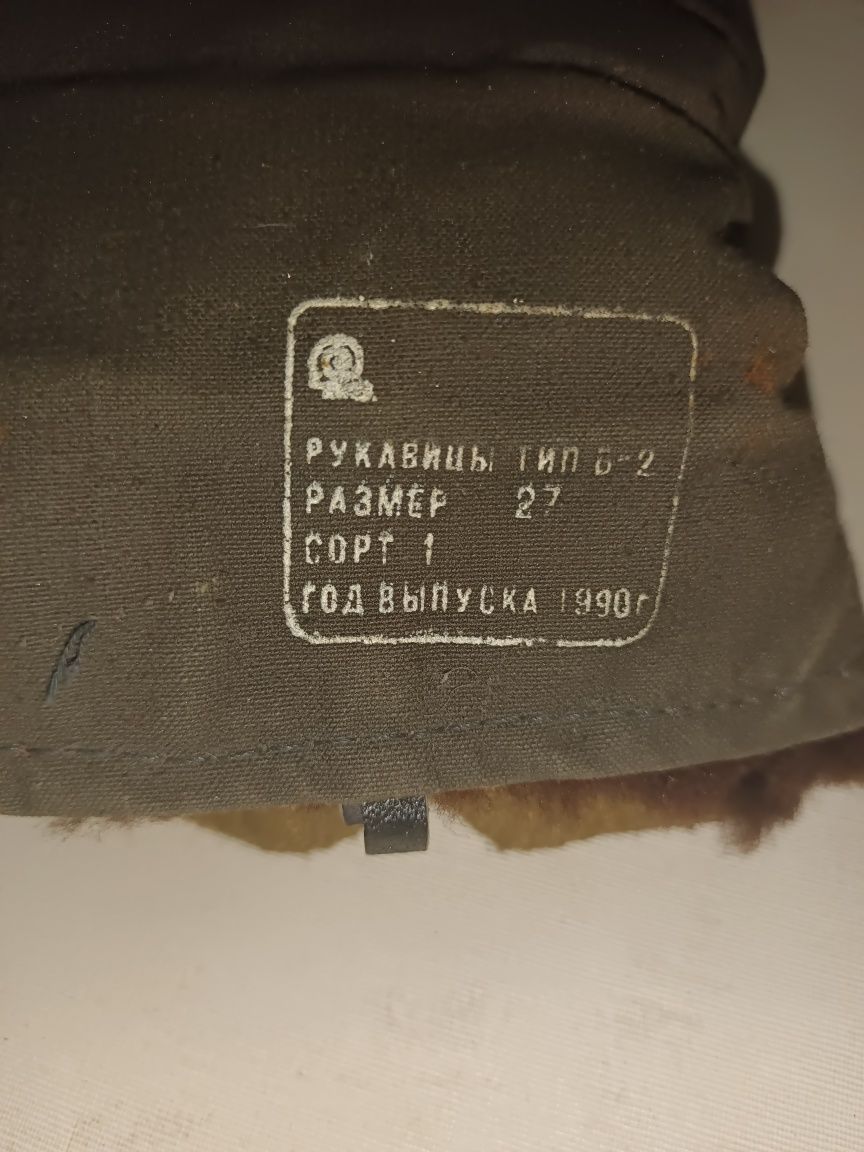 РУКАВИЦЫ ТИП Б-2
РАЗМЕР 27
СОРТ 1
ГОД ВЫПУСКА 1990г